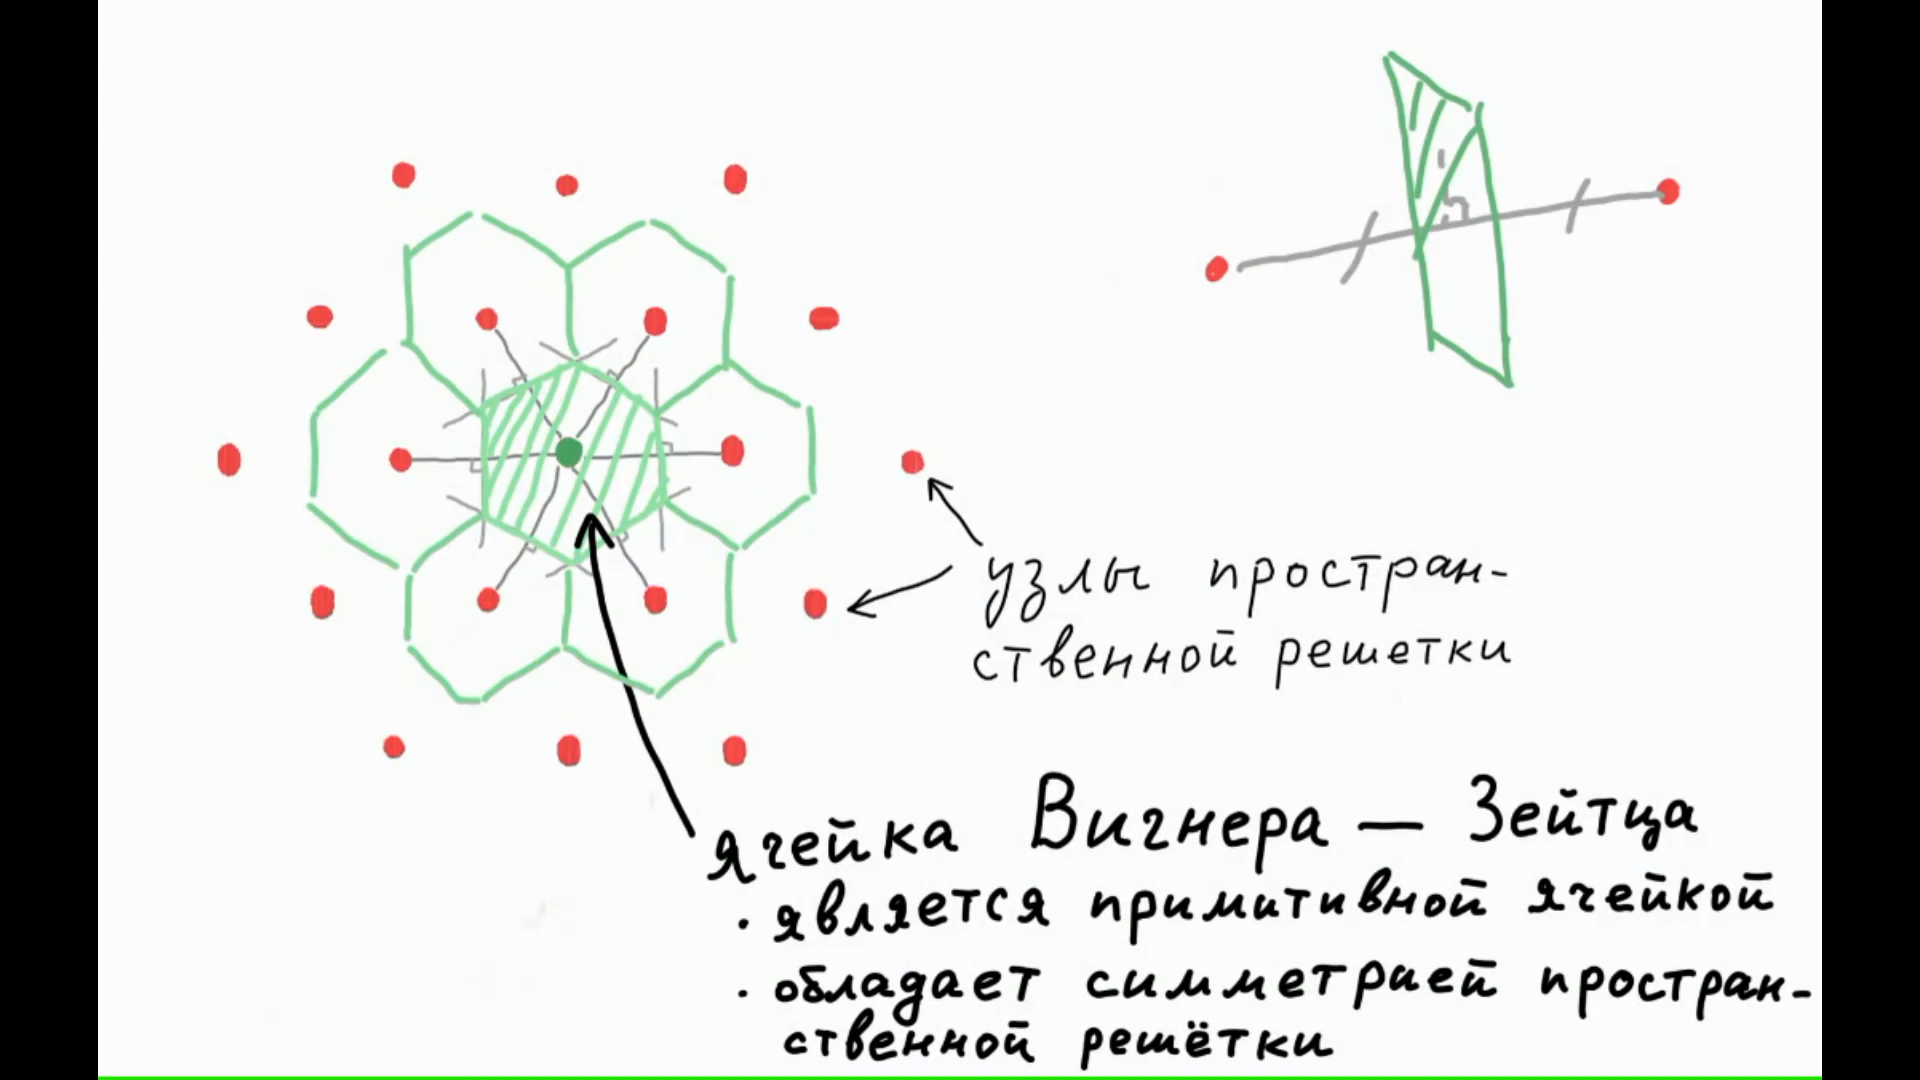 узлы простран-
ственной решетки
ячейка Вигнера — Зейтца
· является примитивной ячейкой
· обладает симметрией простран-
ственной решётки